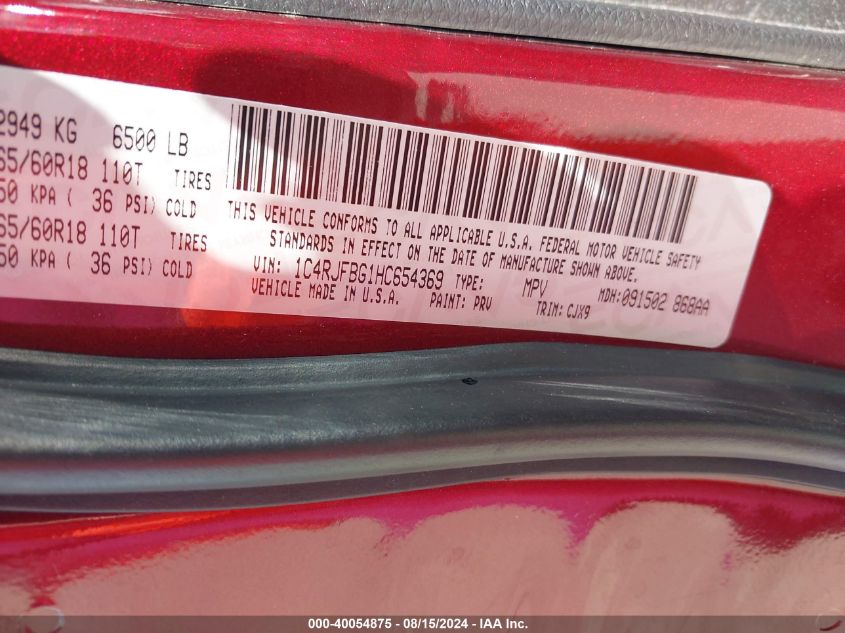 2949 KG 6500 LB
65/60R18 110T TIRES
50 KPA ( 36 PSI) COLD
65/60R18 110T TIRES
50 KPA ( 36 PSI) COLD
THIS VEHICLE CONFORMS TO ALL APPLICABLE U.S.A. FEDERAL MOTOR VEHICLE SAFETY
STANDARDS IN EFFECT ON THE DATE OF MANUFACTURE SHOWN ABOVE.
VIN: 1C4RJFBG1HC654369 TYPE: MPV MDH:091502 868AA
VEHICLE MADE IN U.S.A. PAINT: PRV TRIM: CJX9
000-40054875 - 08/15/2024 - IAA Inc.